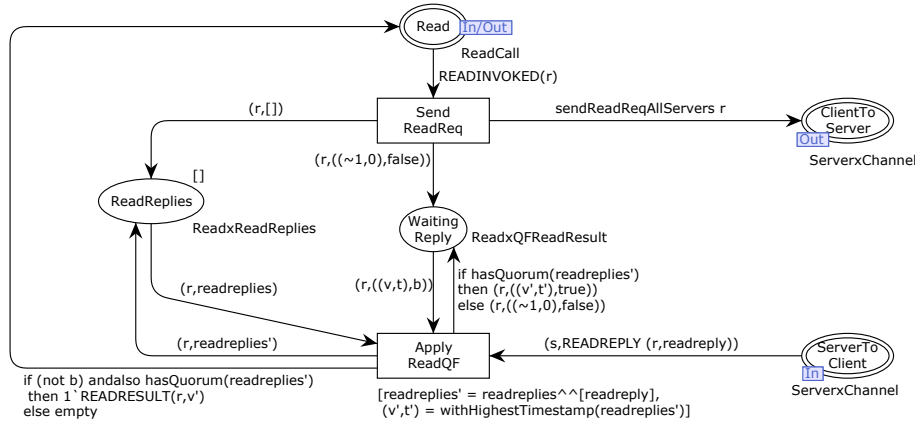 Read
In/Out
ReadCall
READINVOKED(r)
(r,[])
Send
ReadReq
sendReadReqAllServers r
ClientTo
Server
Out
ServerxChannel
(r,((~1,0),false))
[]
ReadReplies
ReadxReadReplies
Waiting
Reply
ReadxQFReadResult
(r,readreplies)
(r,((v,t),b))
if hasQuorum(readreplies')
then (r,((v',t'),true))
else (r,((~1,0),false))
(r,readreplies')
Apply
ReadQF
(s,READREPLY (r,readreply))
ServerTo
Client
In
ServerxChannel
if (not b) andalso hasQuorum(readreplies')
then 1`READRESULT(r,v')
else empty
[readreplies' = readreplies^^[readreply],
(v',t') = withHighestTimestamp(readreplies')]